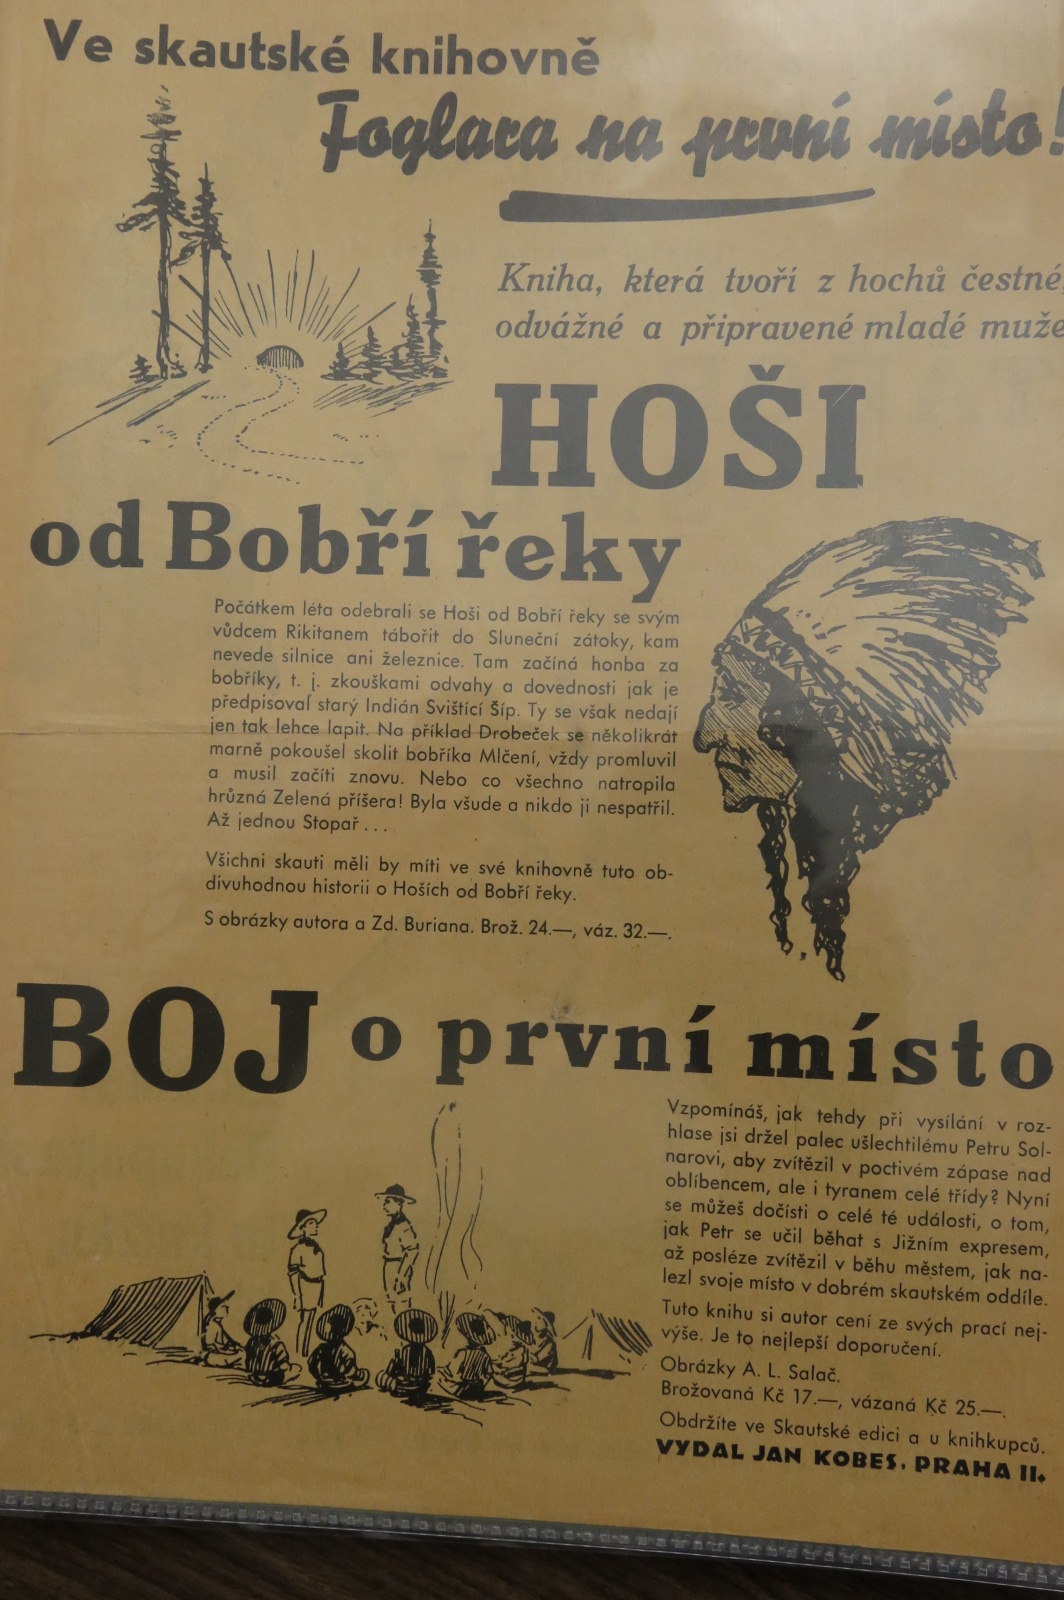 Ve skautské knihovně
Foglara na první místo!
Kniha, která tvoří z hochů čestné,
odvážné a připravené mladé muže
HOŠI
od Bobří řeky
Počátkem léta odebrali se Hoši od Bobří řeky se svým
vůdcem Rikitanem tábořit do Sluneční zátoky, kam
nevede silnice ani železnice. Tam začíná honba za
bobříky, t. j. zkouškami odvahy a dovednosti jak je
předpisoval starý Indián Svištící Šíp. Ty se však nedají
jen tak lehce lapit. Na příklad Drobeček se několikrát
marně pokoušel skolit bobříka Mlčení, vždy promluvil
a musil začíti znovu. Nebo co všechno natropila
hrůzná Zelená příšera! Byla všude a nikdo ji nespatřil.
Až jednou Stopař . . .
Všichni skauti měli by míti ve své knihovně tuto ob-
divuhodnou historii o Hoších od Bobří řeky.
S obrázky autora a Zd. Buriana. Brož. 24.—, váz. 32.—.
BOJ o první místo
Vzpomínáš, jak tehdy při vysílání v roz-
hlase jsi držel palec ušlechtilému Petru Sol-
narovi, aby zvítězil v poctivém zápase nad
oblíbencem, ale i tyranem celé třídy? Nyní
se můžeš dočísti o celé té události, o tom,
jak Petr se učil běhat s Jižním expresem,
až posléze zvítězil v běhu městem, jak na-
lezl svoje místo v dobrém skautském oddíle.
Tuto knihu si autor cení ze svých prací nej-
výše. Je to nejlepší doporučení.
Obrázky A. L. Salač.
Brožovaná Kč 17.—, vázaná Kč 25.—.
Obdržíte ve Skautské edici a u knihkupců.
VYDAL JAN KOBES, PRAHA II.